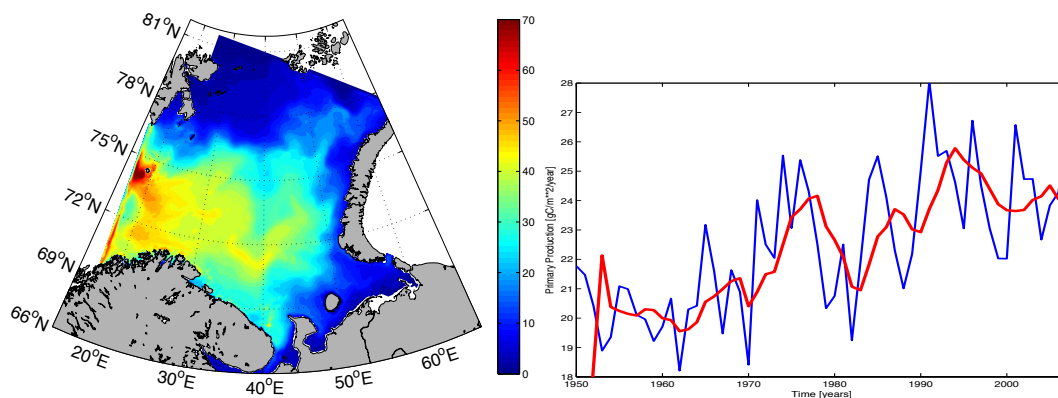 81°N
78°N
75°N
72°N
69°N
66°N
20°E
30°E
40°E
50°E
60°E
70
60
50
40
30
20
10
0
Primary Production [gC/m**2/year]
28
27
26
25
24
23
22
21
20
19
18
1950
1960
1970
1980
1990
2000
Time [years]